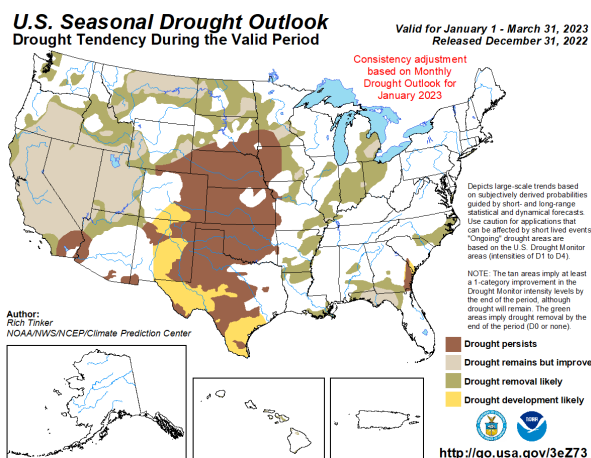 U.S. Seasonal Drought Outlook
Drought Tendency During the Valid Period
Valid for January 1 - March 31, 2023
Released December 31, 2022
Consistency adjustment
based on Monthly
Drought Outlook for
January 2023
Depicts large-scale trends based
on subjectively derived probabilities
guided by short- and long-range
statistical and dynamical forecasts.
Use caution for applications that
can be affected by short lived events.
"Ongoing" drought areas are
based on the U.S. Drought Monitor
areas (intensities of D1 to D4).
NOTE: The tan areas imply at least
a 1-category improvement in the
Drought Monitor intensity levels by
the end of the period, although
drought will remain. The green
areas imply drought removal by the
end of the period (D0 or none).
Author:
Rich Tinker
NOAA/NWS/NCEP/Climate Prediction Center
Drought persists
Drought remains but improve
Drought removal likely
Drought development likely
http://go.usa.gov/3eZ73